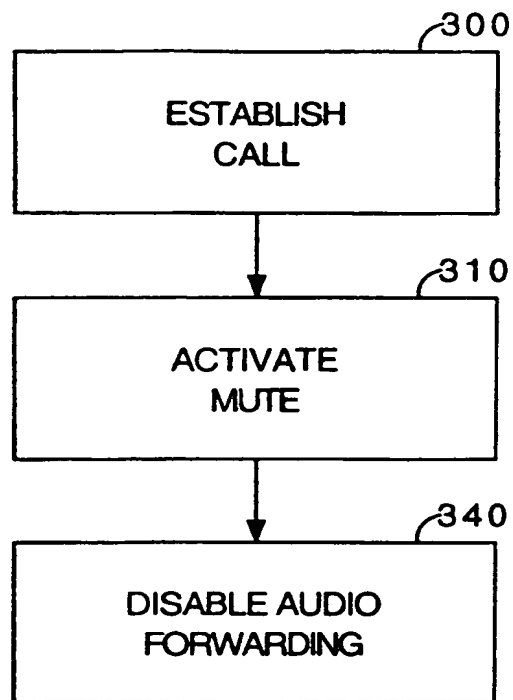 300
ESTABLISH
CALL
310
ACTIVATE
MUTE
340
DISABLE AUDIO
FORWARDING